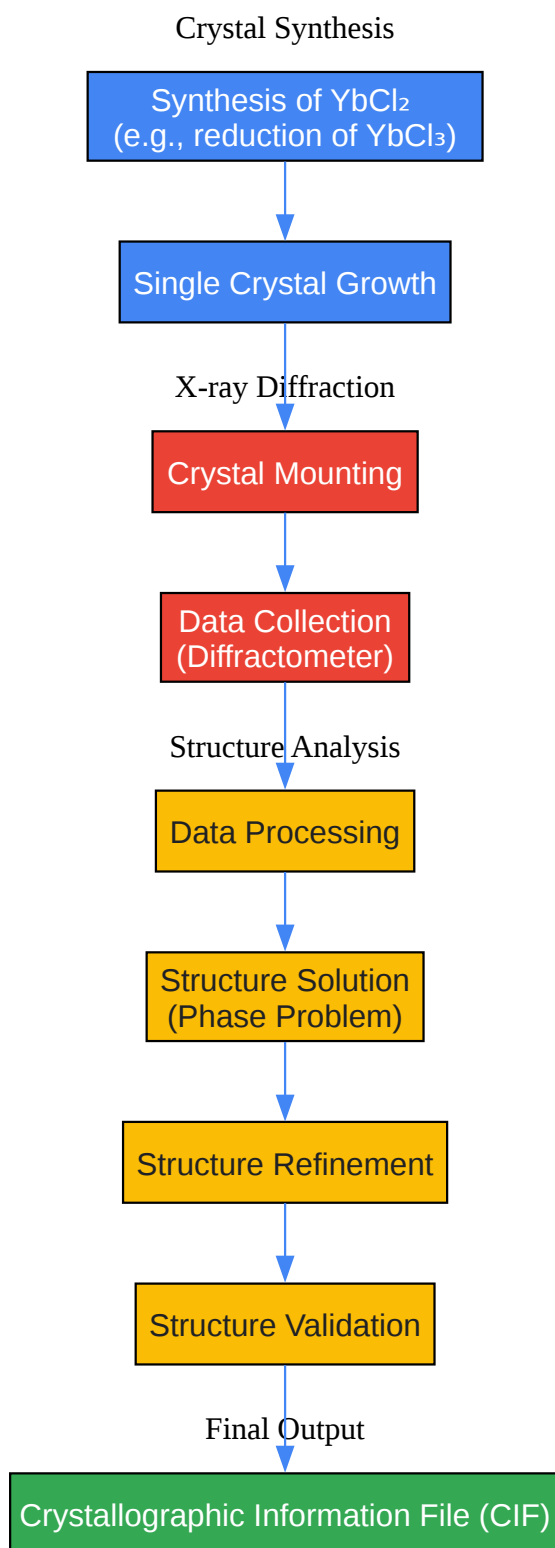 Crystal Synthesis
Synthesis of YbCl₂
(e.g., reduction of YbCl₃)
Single Crystal Growth
X-ray Diffraction
Crystal Mounting
Data Collection
(Diffractometer)
Structure Analysis
Data Processing
Structure Solution
(Phase Problem)
Structure Refinement
Structure Validation
Final Output
Crystallographic Information File (CIF)